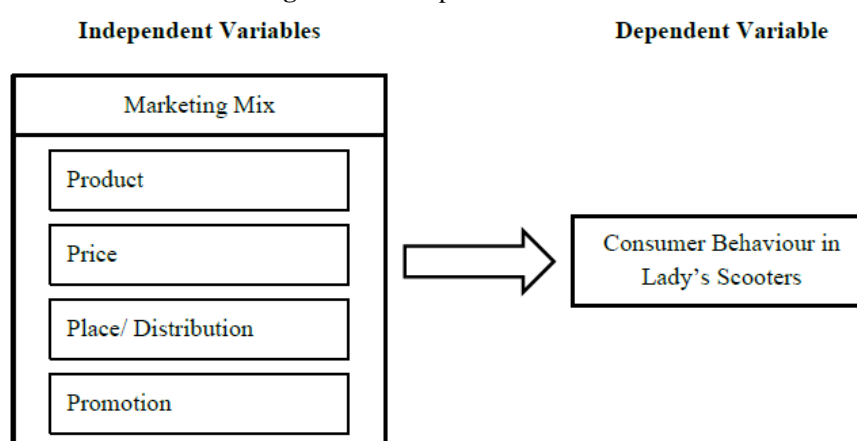 Independent Variables
Dependent Variable
Marketing Mix
Product
Price
Place/ Distribution
Promotion
Consumer Behaviour in
Lady's Scooters